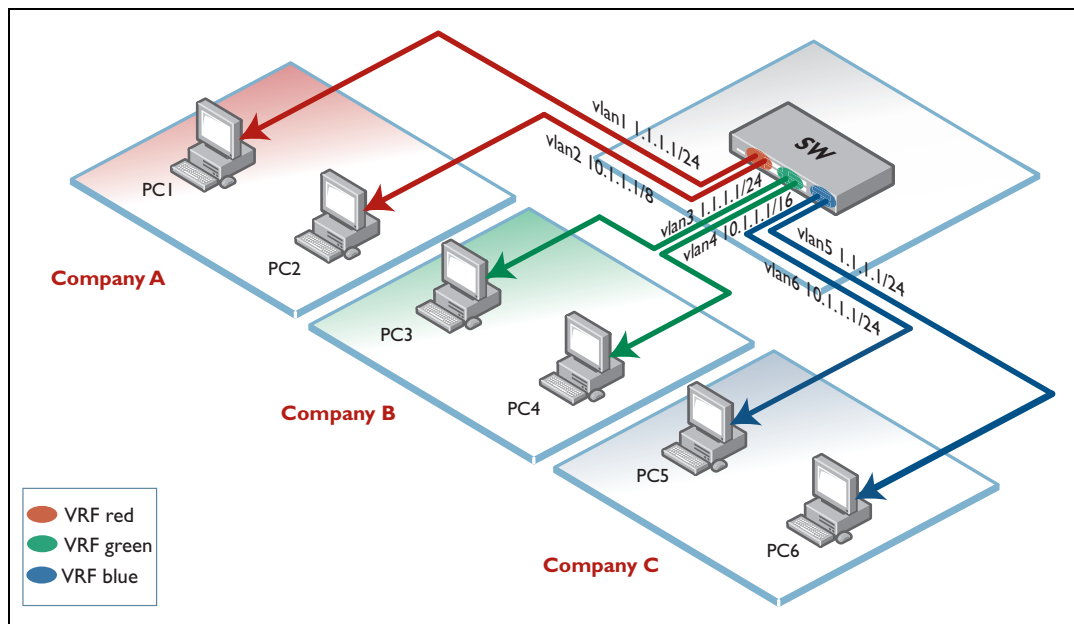 vlan1 1.1.1.1/24
vlan2 10.1.1.1/8
SW
vlan3 1.1.1.1/24
vlan4 10.1.1.1/16
vlan5 1.1.1.1/24
vlan6 10.1.1.1/24
PC1
PC2
Company A
PC3
PC4
Company B
PC5
PC6
Company C
VRF red
VRF green
VRF blue